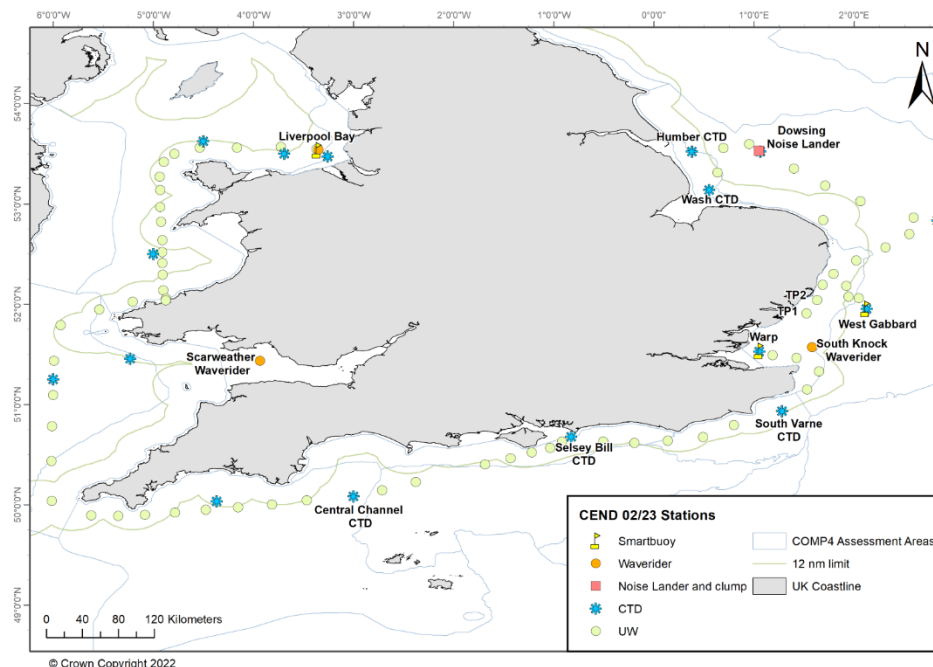 6°0'0"W 5°0'0"W 4°0'0"W 3°0'0"W 2°0'0"W 1°0'0"W 0°0'0" 1°0'0"E 2°0'0"E
N
54°0'0"N
53°0'0"N
52°0'0"N
51°0'0"N
50°0'0"N
49°0'0"N
Liverpool Bay
Humber CTD
Dowsing
Noise Lander
Wash CTD
TP2
TP1
West Gabbard
Warp
South Knock
Waverider
Scarweather
Waverider
South Varne
CTD
Selsey Bill
CTD
Central Channel
CTD
CEND 02/23 Stations
Smartbuoy
Waverider
Noise Lander and clump
CTD
UW
COMP4 Assessment Areas
12 nm limit
UK Coastline
0 30 60 120 Kilometers
© Crown Copyright 2022